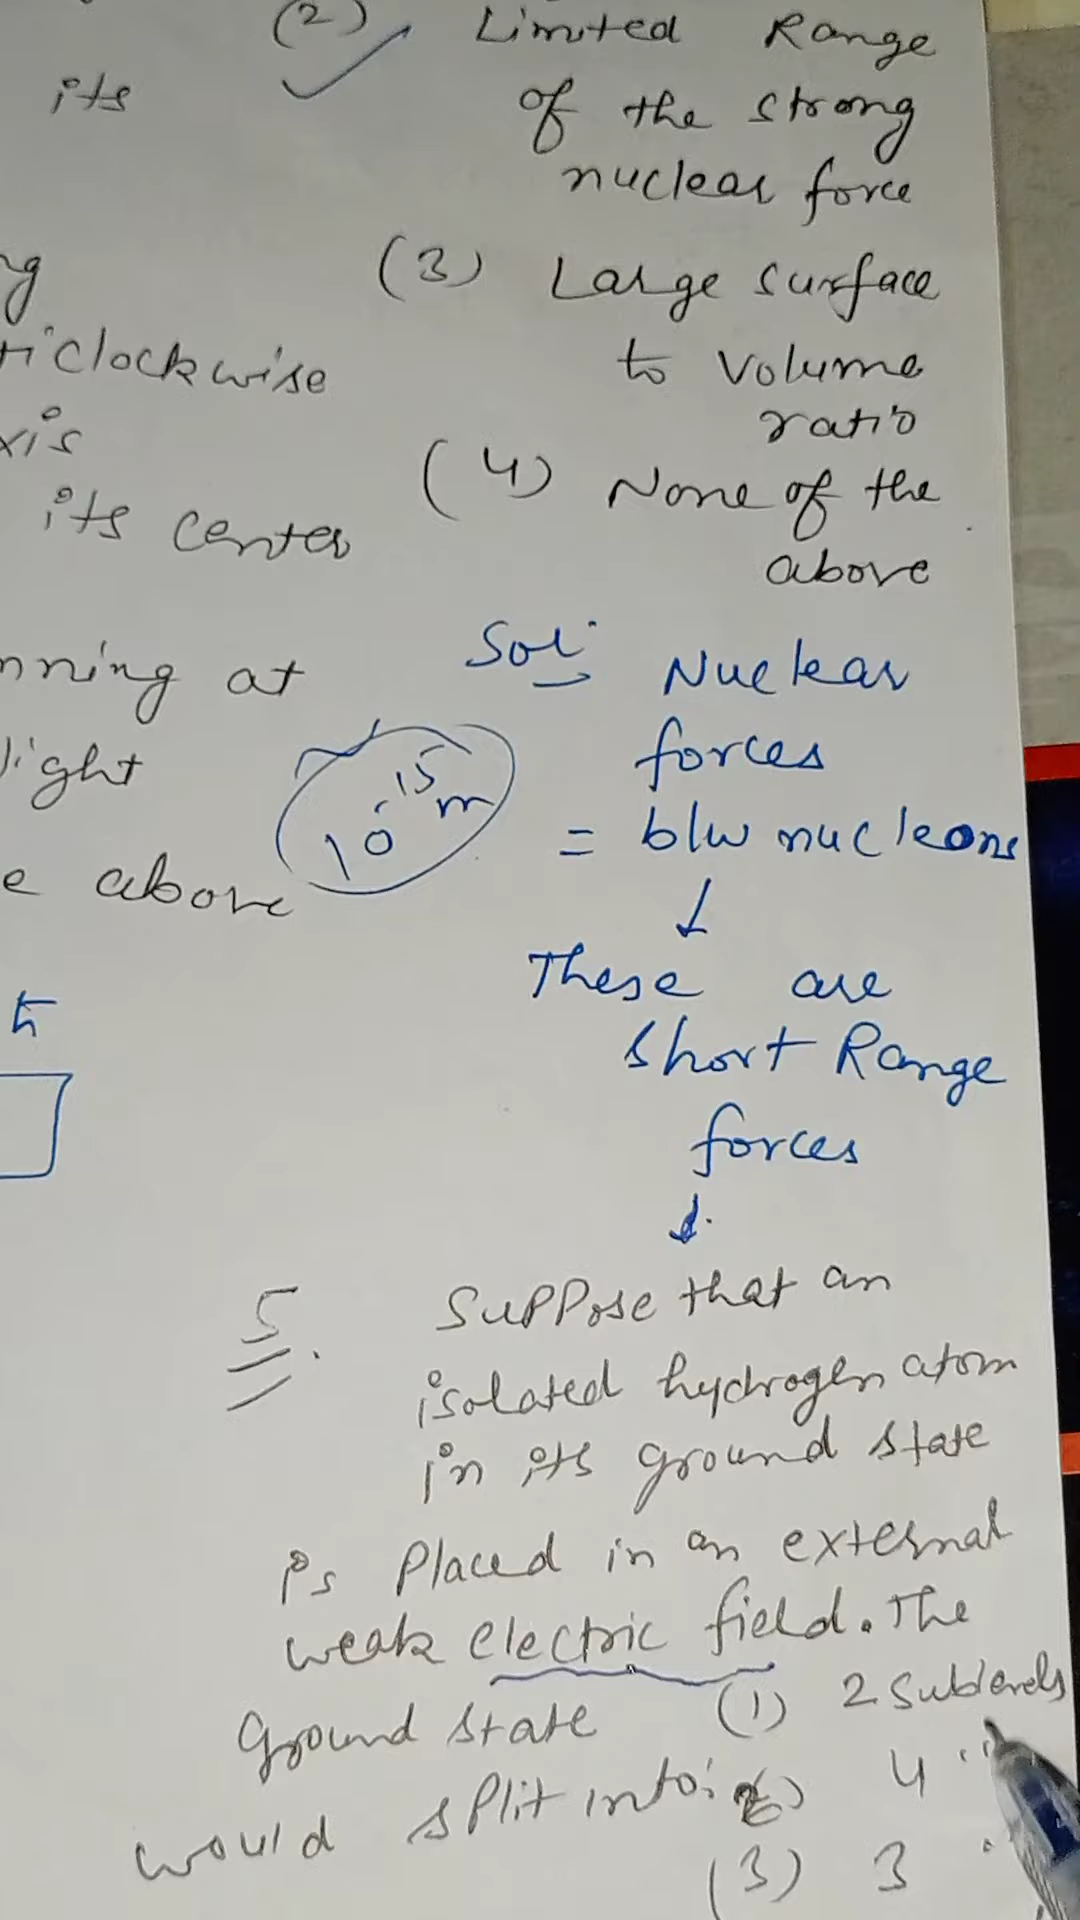 (2) Limited Range
its
of the strong
nuclear force
ng
(3) Large surface
ticlockwise
to volume
xis
ratio
(4) None of the
its center
above
Sol: Nuclear
nning at
forces
light
10^-15 m
= b/w nucleons
e above
These are
ħ
short Range
forces
5. Suppose that an
isolated hydrogen atom
in its ground state
is placed in an external
weak electric field. The
ground state (1) 2 sublevels
would split into: (2) 4 "
(3) 3 "